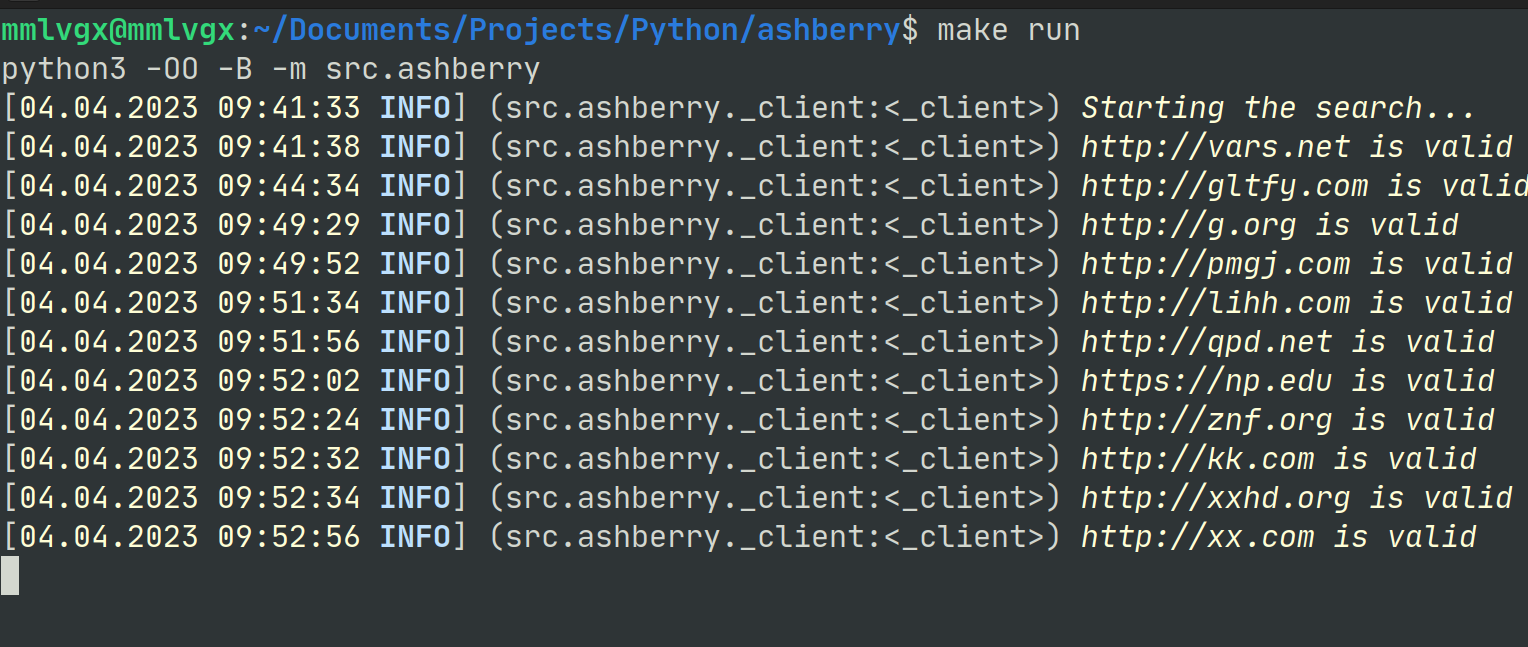 mmlvgx@mmlvgx:~/Documents/Projects/Python/ashberry$ make run
python3 -OO -B -m src.ashberry
[04.04.2023 09:41:33 INFO] (src.ashberry._client:<_client>) Starting the search...
[04.04.2023 09:41:38 INFO] (src.ashberry._client:<_client>) http://vars.net is valid
[04.04.2023 09:44:34 INFO] (src.ashberry._client:<_client>) http://gltfy.com is valid
[04.04.2023 09:49:29 INFO] (src.ashberry._client:<_client>) http://g.org is valid
[04.04.2023 09:49:52 INFO] (src.ashberry._client:<_client>) http://pmgj.com is valid
[04.04.2023 09:51:34 INFO] (src.ashberry._client:<_client>) http://lihh.com is valid
[04.04.2023 09:51:56 INFO] (src.ashberry._client:<_client>) http://qpd.net is valid
[04.04.2023 09:52:02 INFO] (src.ashberry._client:<_client>) https://np.edu is valid
[04.04.2023 09:52:24 INFO] (src.ashberry._client:<_client>) http://znf.org is valid
[04.04.2023 09:52:32 INFO] (src.ashberry._client:<_client>) http://kk.com is valid
[04.04.2023 09:52:34 INFO] (src.ashberry._client:<_client>) http://xxhd.org is valid
[04.04.2023 09:52:56 INFO] (src.ashberry._client:<_client>) http://xx.com is valid